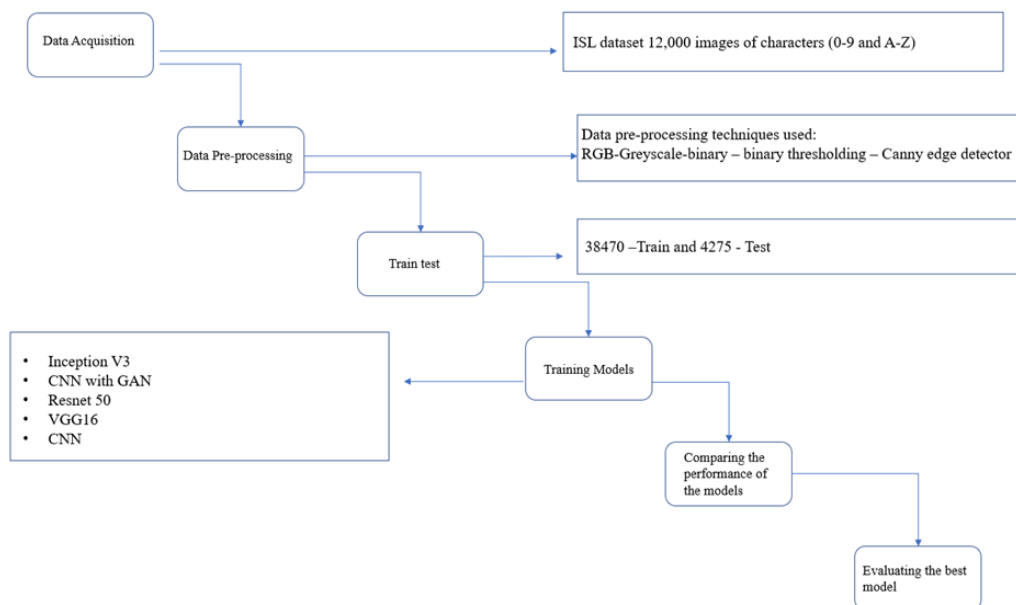 Data Acquisition
ISL dataset 12,000 images of characters (0-9 and A-Z)
Data Pre-processing
Data pre-processing techniques used:
RGB-Greyscale-binary – binary thresholding – Canny edge detector
Train test
38470 –Train and 4275 - Test
Training Models
• Inception V3
• CNN with GAN
• Resnet 50
• VGG16
• CNN
Comparing the
performance of
the models
Evaluating the best
model